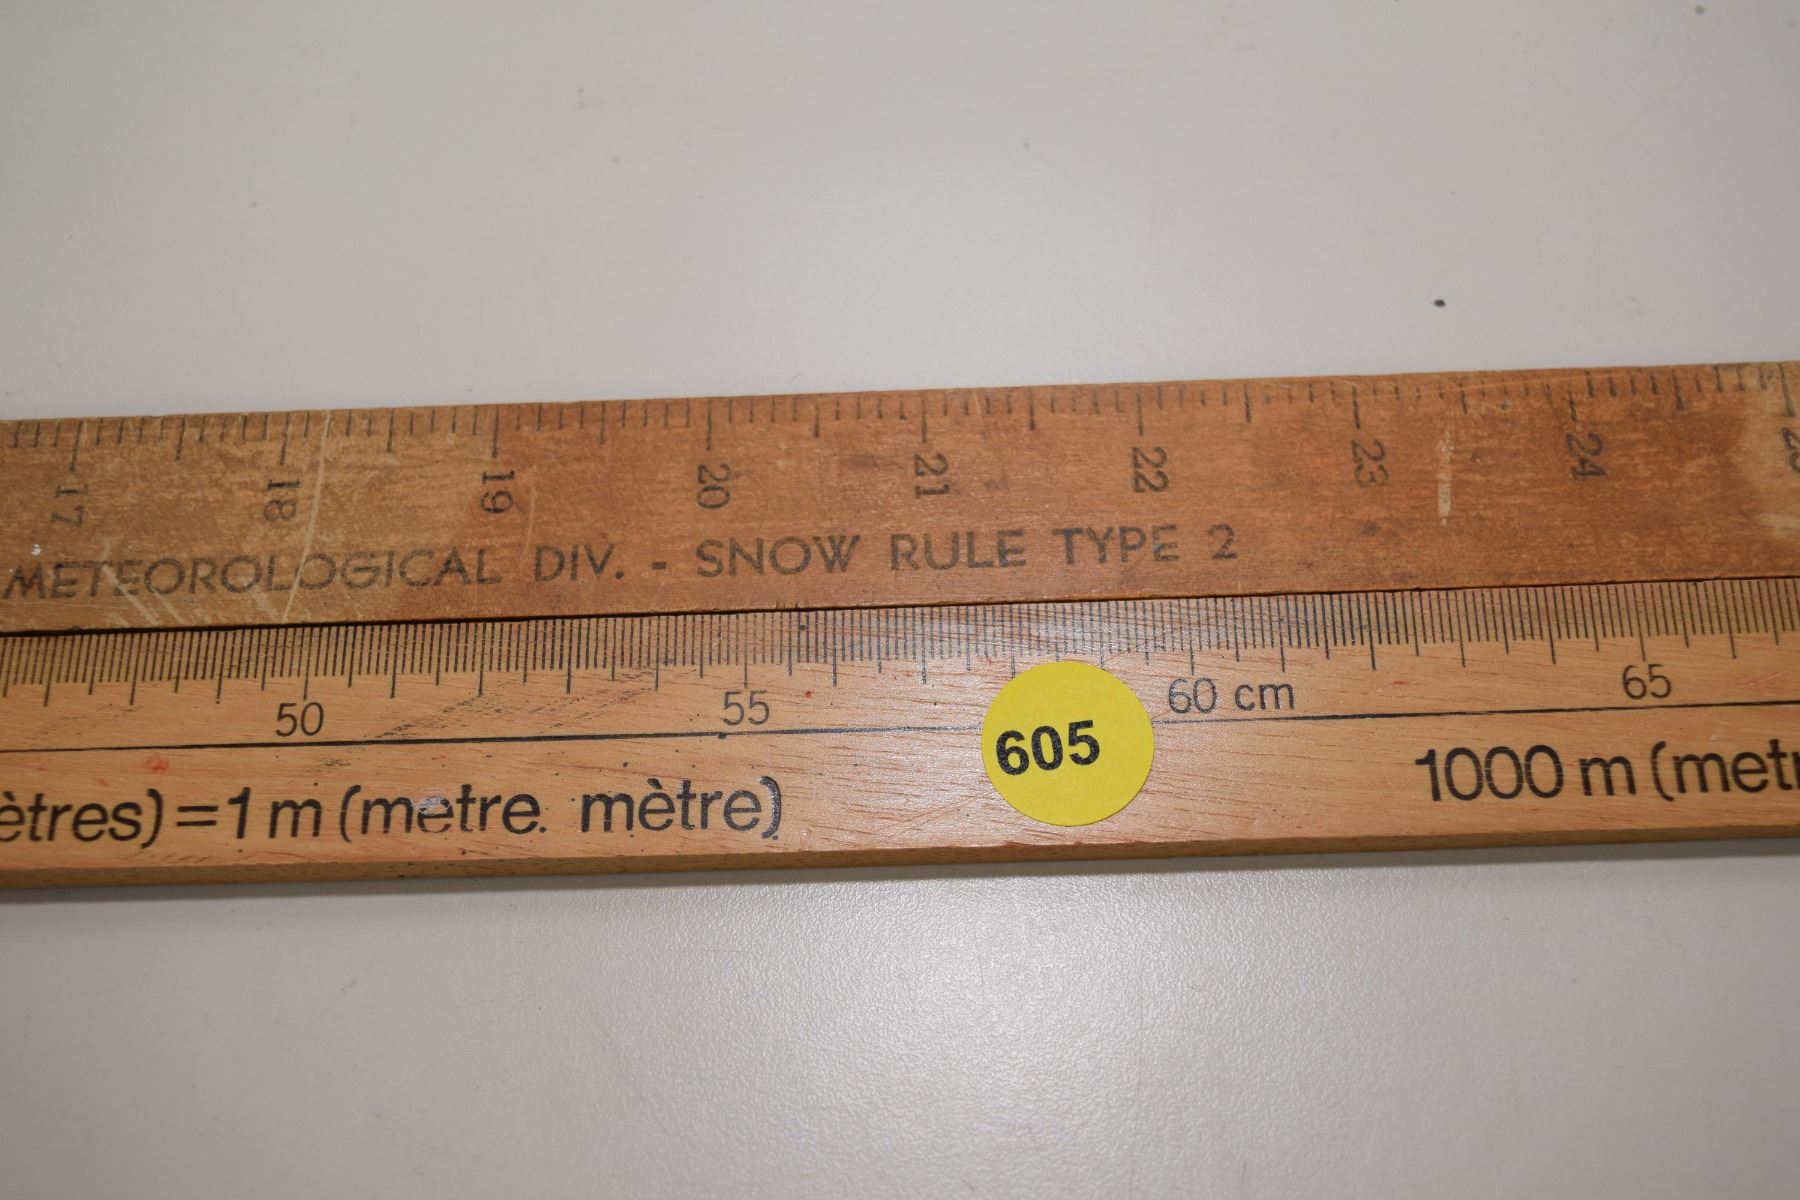 17 18 19 20 21 22 23 24
METEOROLOGICAL DIV. - SNOW RULE TYPE 2
50 55 60 cm 65
605
ètres) = 1 m (metre. mètre)
1000 m (metr